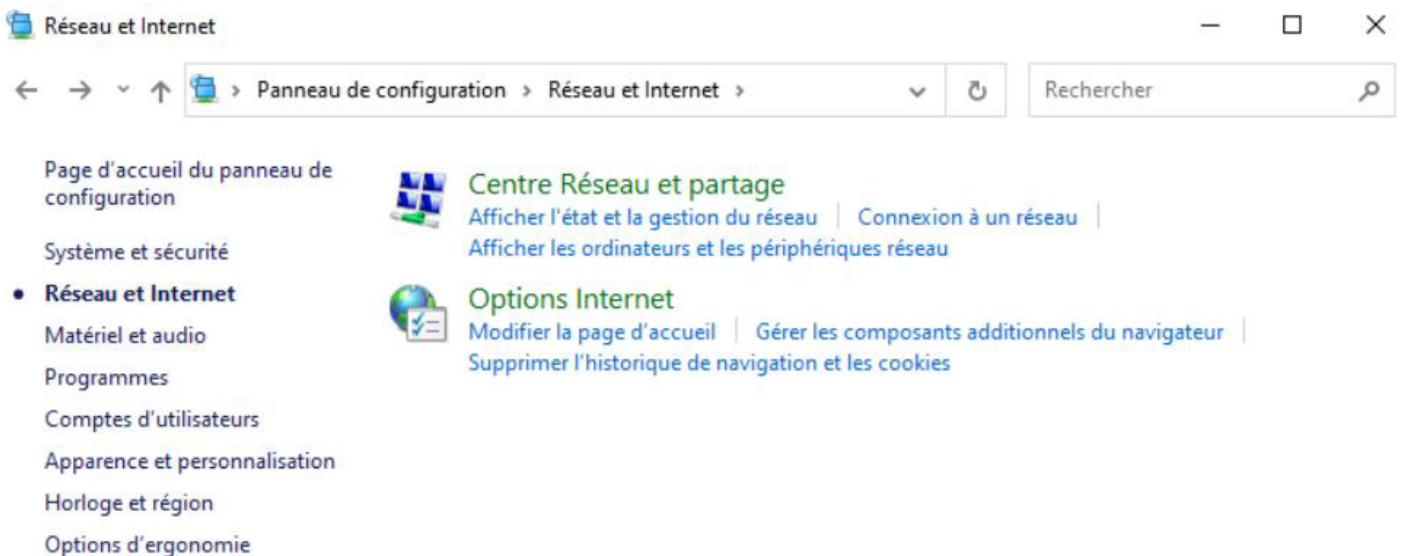 Réseau et Internet
Panneau de configuration > Réseau et Internet >
Rechercher
Page d'accueil du panneau de
configuration
Système et sécurité
• Réseau et Internet
Matériel et audio
Programmes
Comptes d'utilisateurs
Apparence et personnalisation
Horloge et région
Options d'ergonomie
Centre Réseau et partage
Afficher l'état et la gestion du réseau | Connexion à un réseau |
Afficher les ordinateurs et les périphériques réseau
Options Internet
Modifier la page d'accueil | Gérer les composants additionnels du navigateur |
Supprimer l'historique de navigation et les cookies